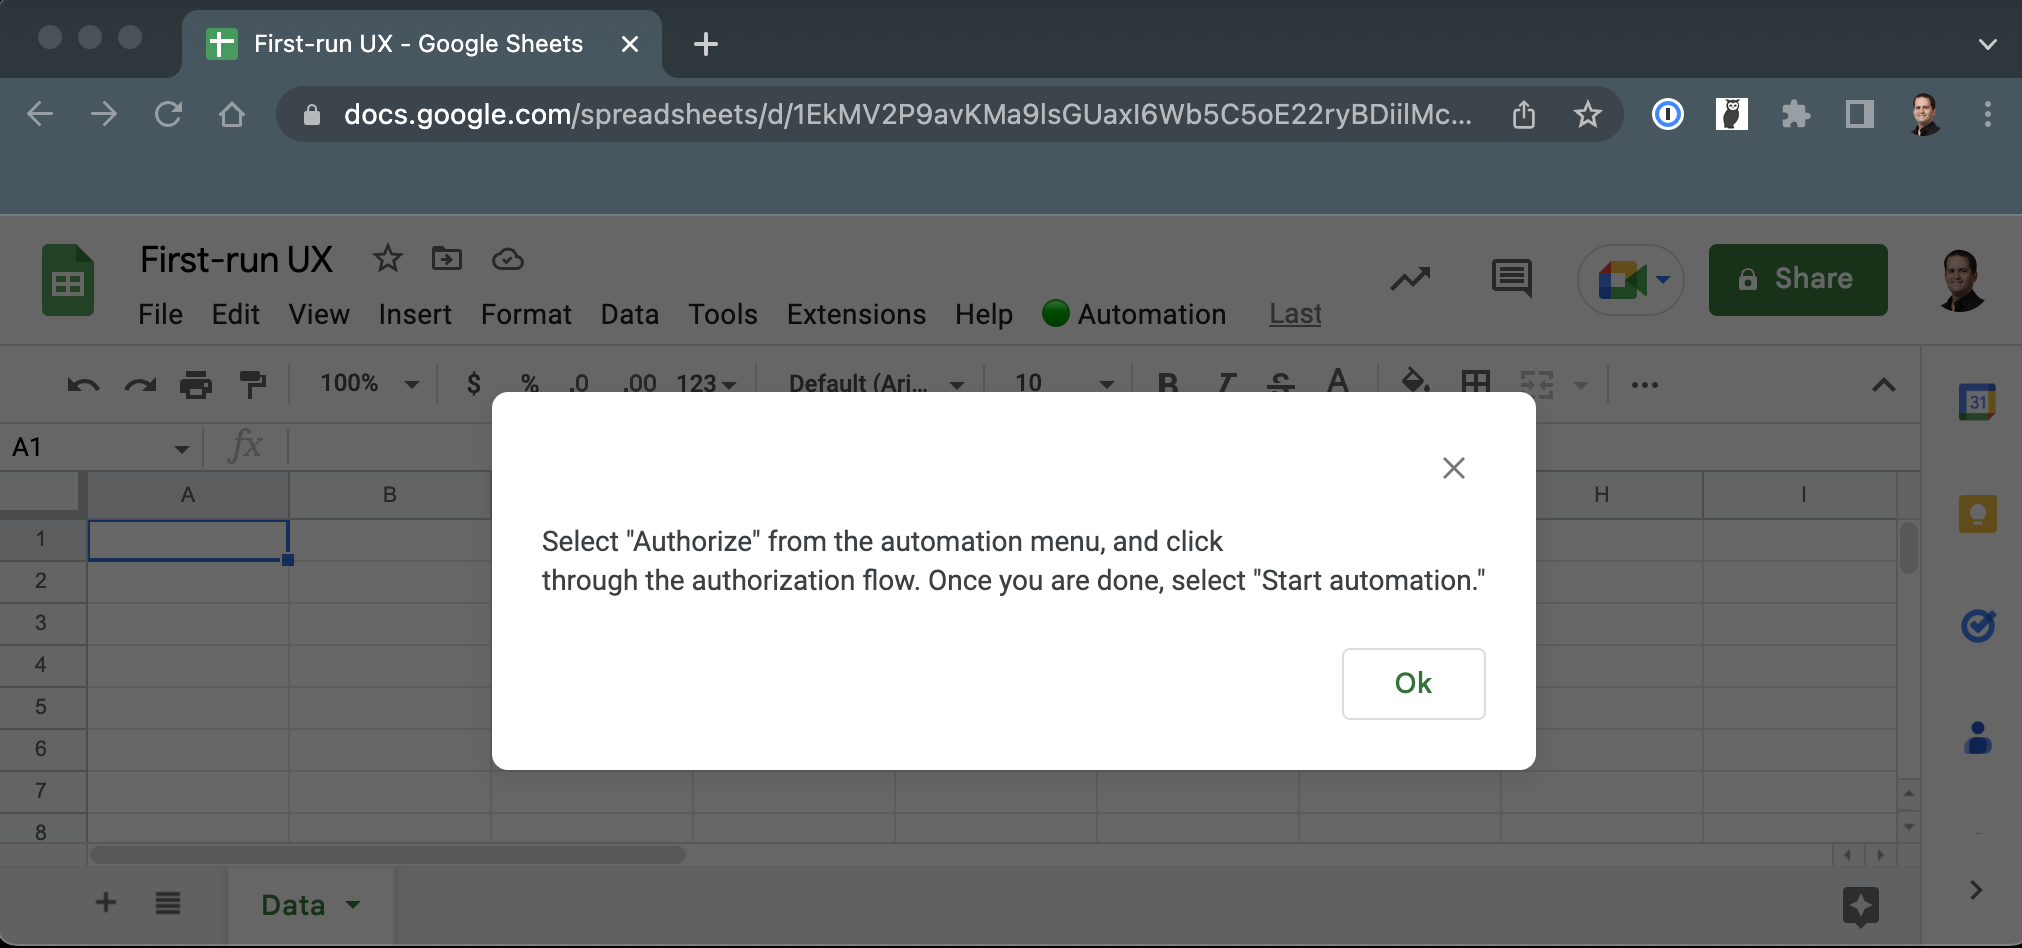 First-run UX - Google Sheets
docs.google.com/spreadsheets/d/1EkMV2P9avKMa9lsGUaxI6Wb5C5oE22ryBDiilMc...
First-run UX
Share
File Edit View Insert Format Data Tools Extensions Help Automation Last
100% $ % .0 .00 123 Default (Ari... 10 B I S A
31
A1 fx
A B H I
1
Select "Authorize" from the automation menu, and click
2
through the authorization flow. Once you are done, select "Start automation."
3
4
Ok
5
6
7
8
Data